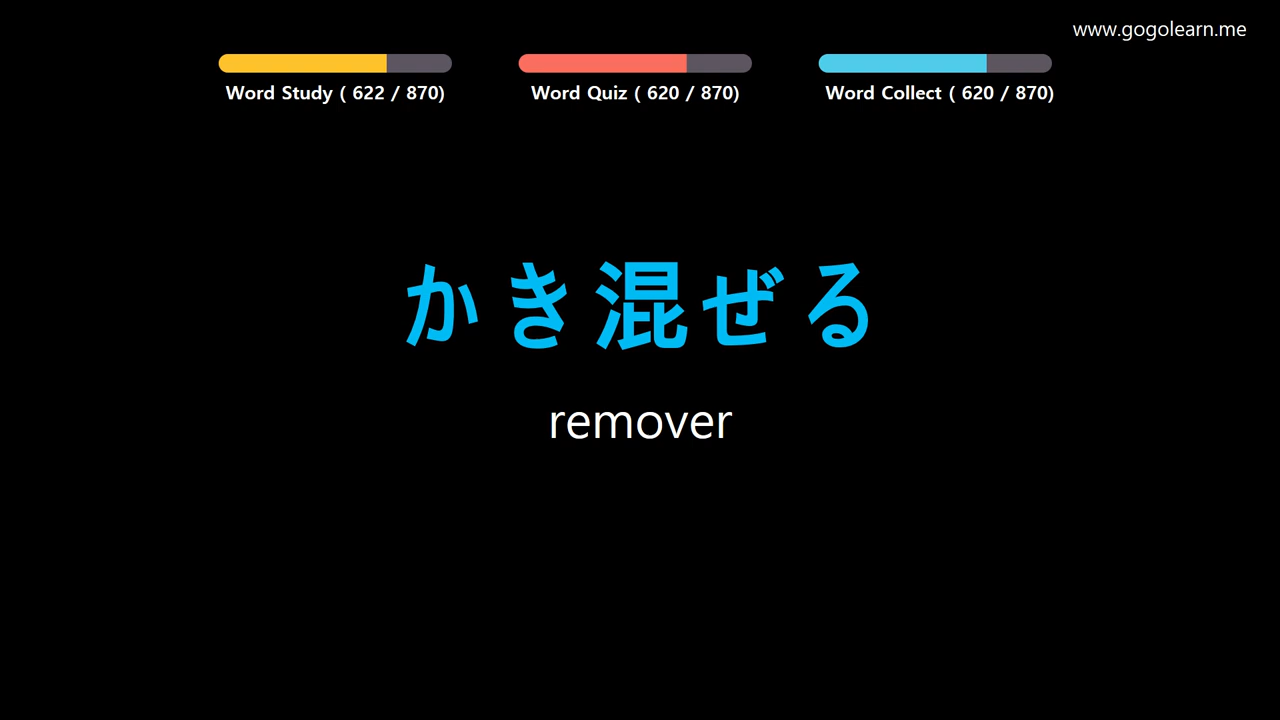 www.gogolearn.me
Word Study ( 622 / 870)
Word Quiz ( 620 / 870)
Word Collect ( 620 / 870)
かき混ぜる
remover